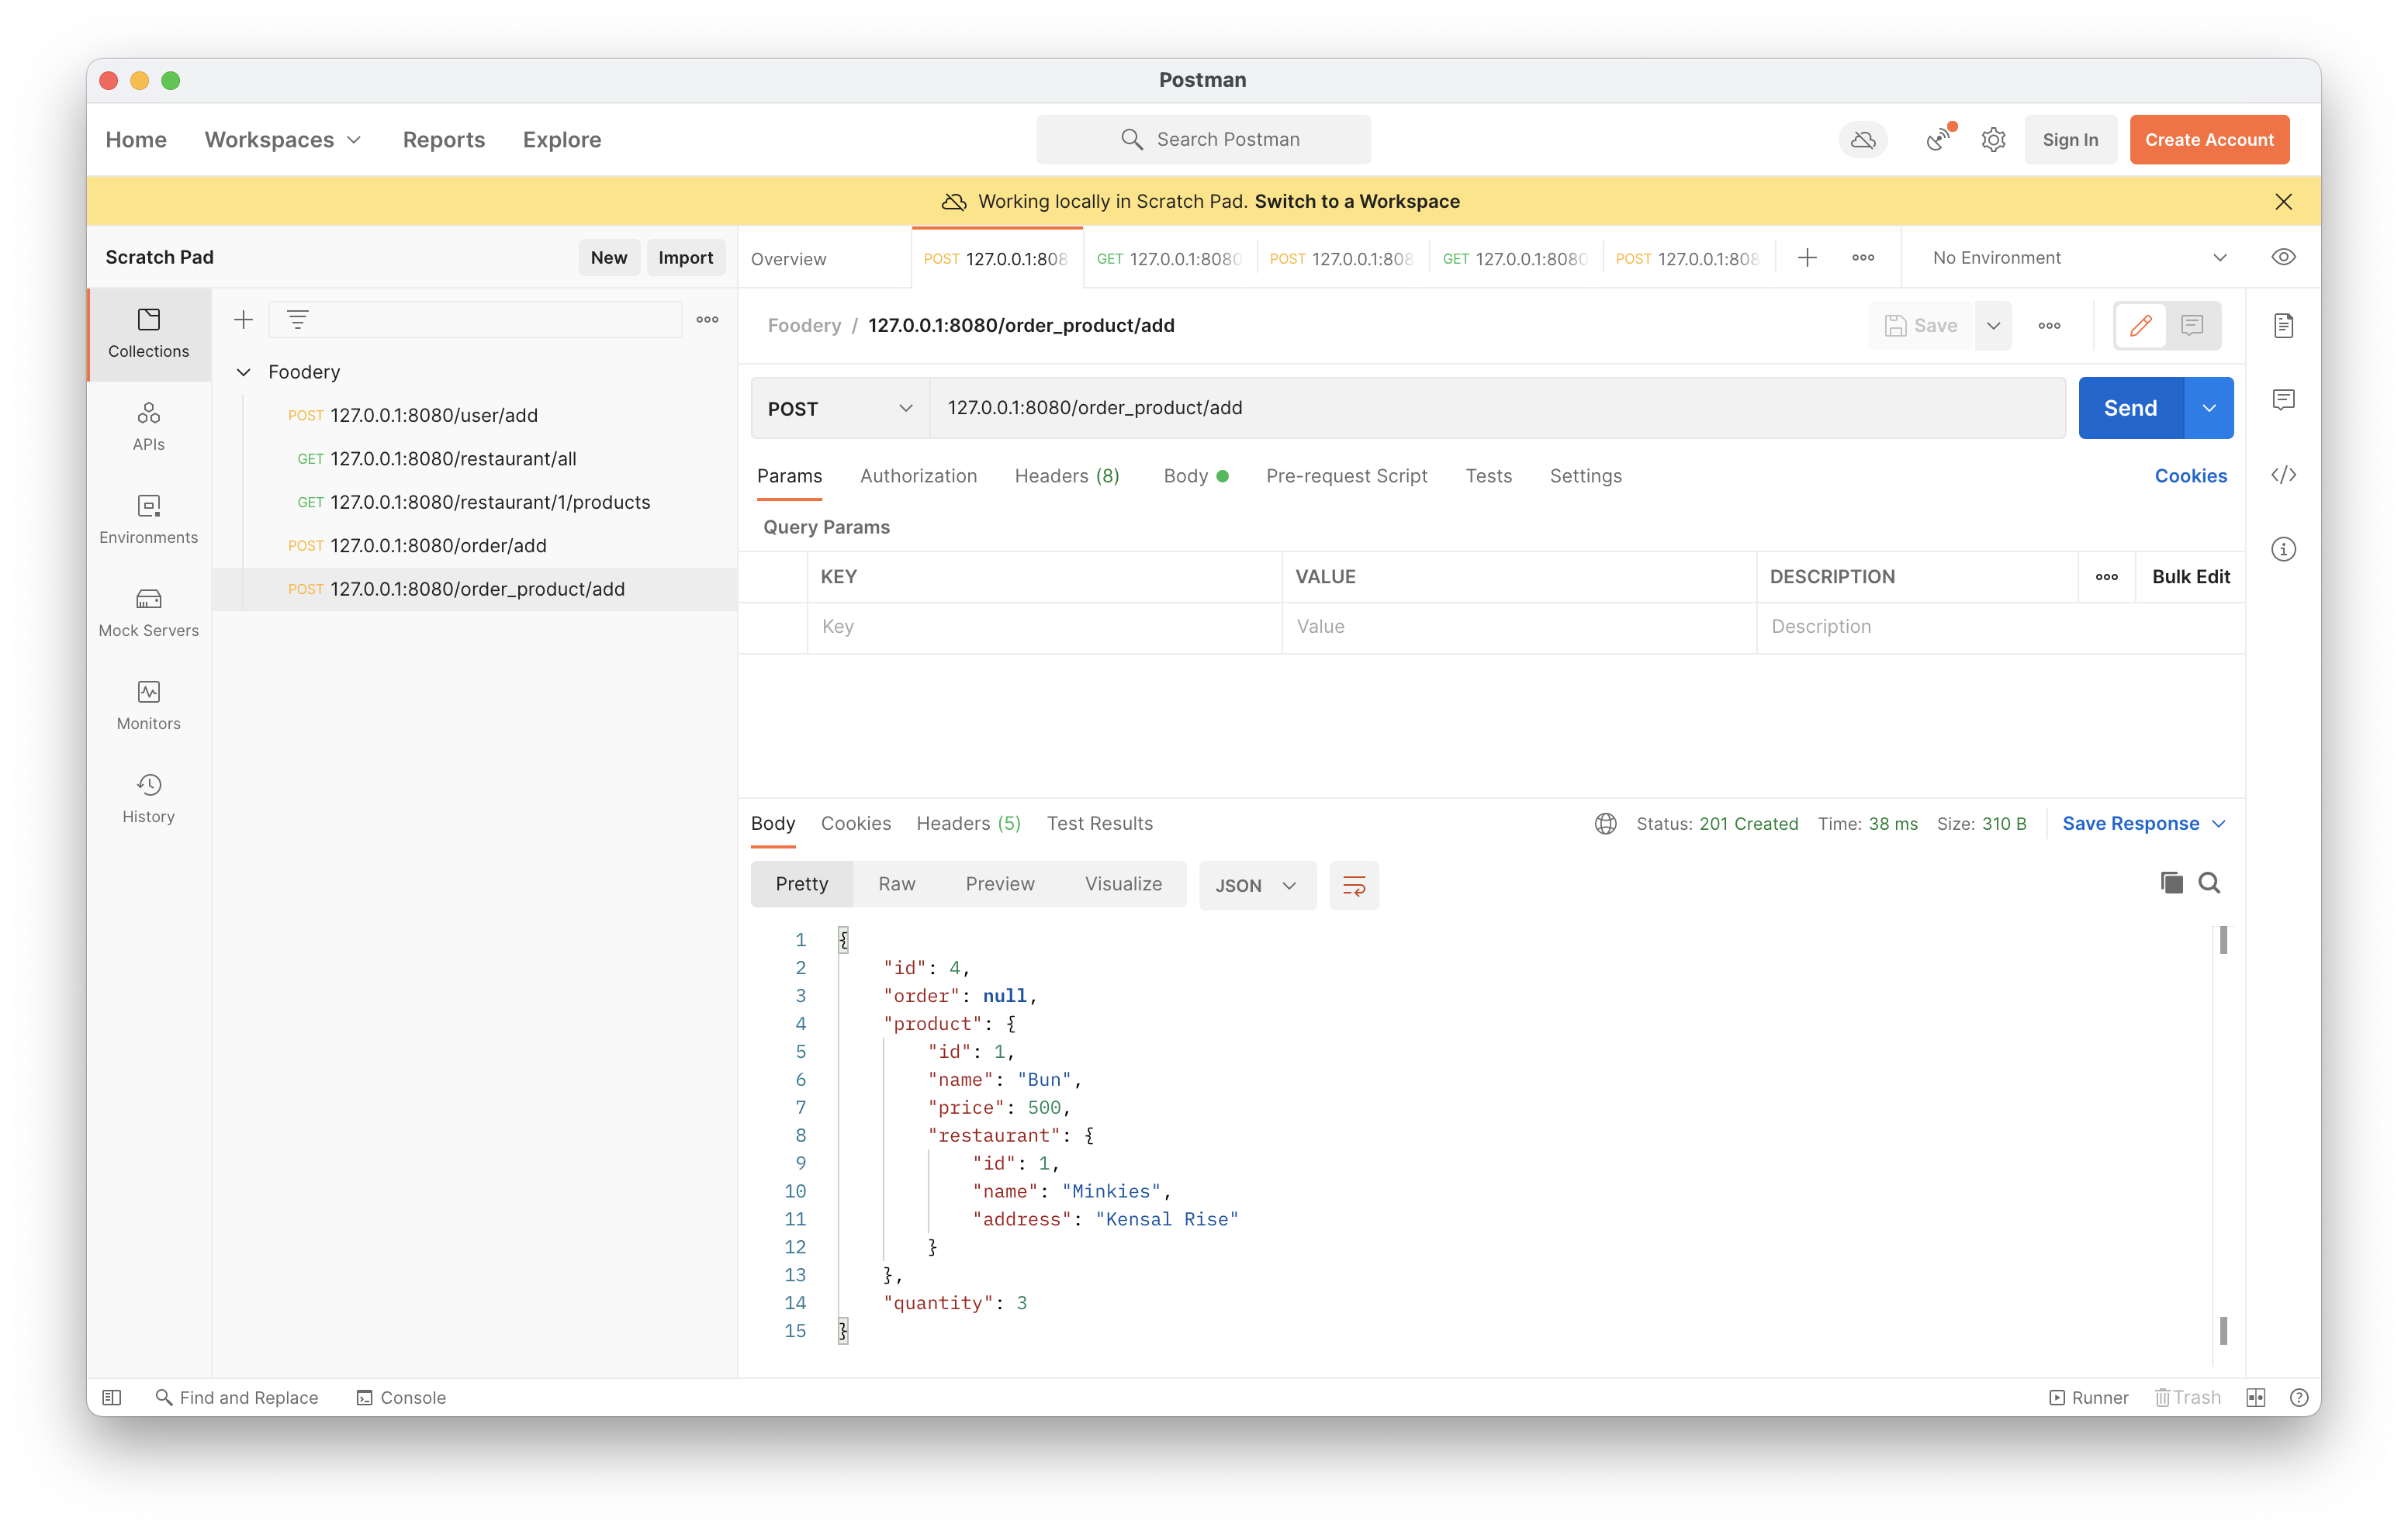 Postman
Home Workspaces Reports Explore Search Postman Sign In Create Account
Working locally in Scratch Pad. Switch to a Workspace
Scratch Pad New Import Overview POST 127.0.0.1:808 GET 127.0.0.1:8080 POST 127.0.0.1:808 GET 127.0.0.1:8080 POST 127.0.0.1:808 No Environment
Collections
APIs
Environments
Mock Servers
Monitors
History
Foodery
POST 127.0.0.1:8080/user/add
GET 127.0.0.1:8080/restaurant/all
GET 127.0.0.1:8080/restaurant/1/products
POST 127.0.0.1:8080/order/add
POST 127.0.0.1:8080/order_product/add
Foodery / 127.0.0.1:8080/order_product/add Save
POST 127.0.0.1:8080/order_product/add Send
Params Authorization Headers (8) Body Pre-request Script Tests Settings Cookies
Query Params
KEY VALUE DESCRIPTION Bulk Edit
Key Value Description
Body Cookies Headers (5) Test Results Status: 201 Created Time: 38 ms Size: 310 B Save Response
Pretty Raw Preview Visualize JSON
1 {
2 "id": 4,
3 "order": null,
4 "product": {
5 "id": 1,
6 "name": "Bun",
7 "price": 500,
8 "restaurant": {
9 "id": 1,
10 "name": "Minkies",
11 "address": "Kensal Rise"
12 }
13 },
14 "quantity": 3
15 }
Find and Replace Console Runner Trash